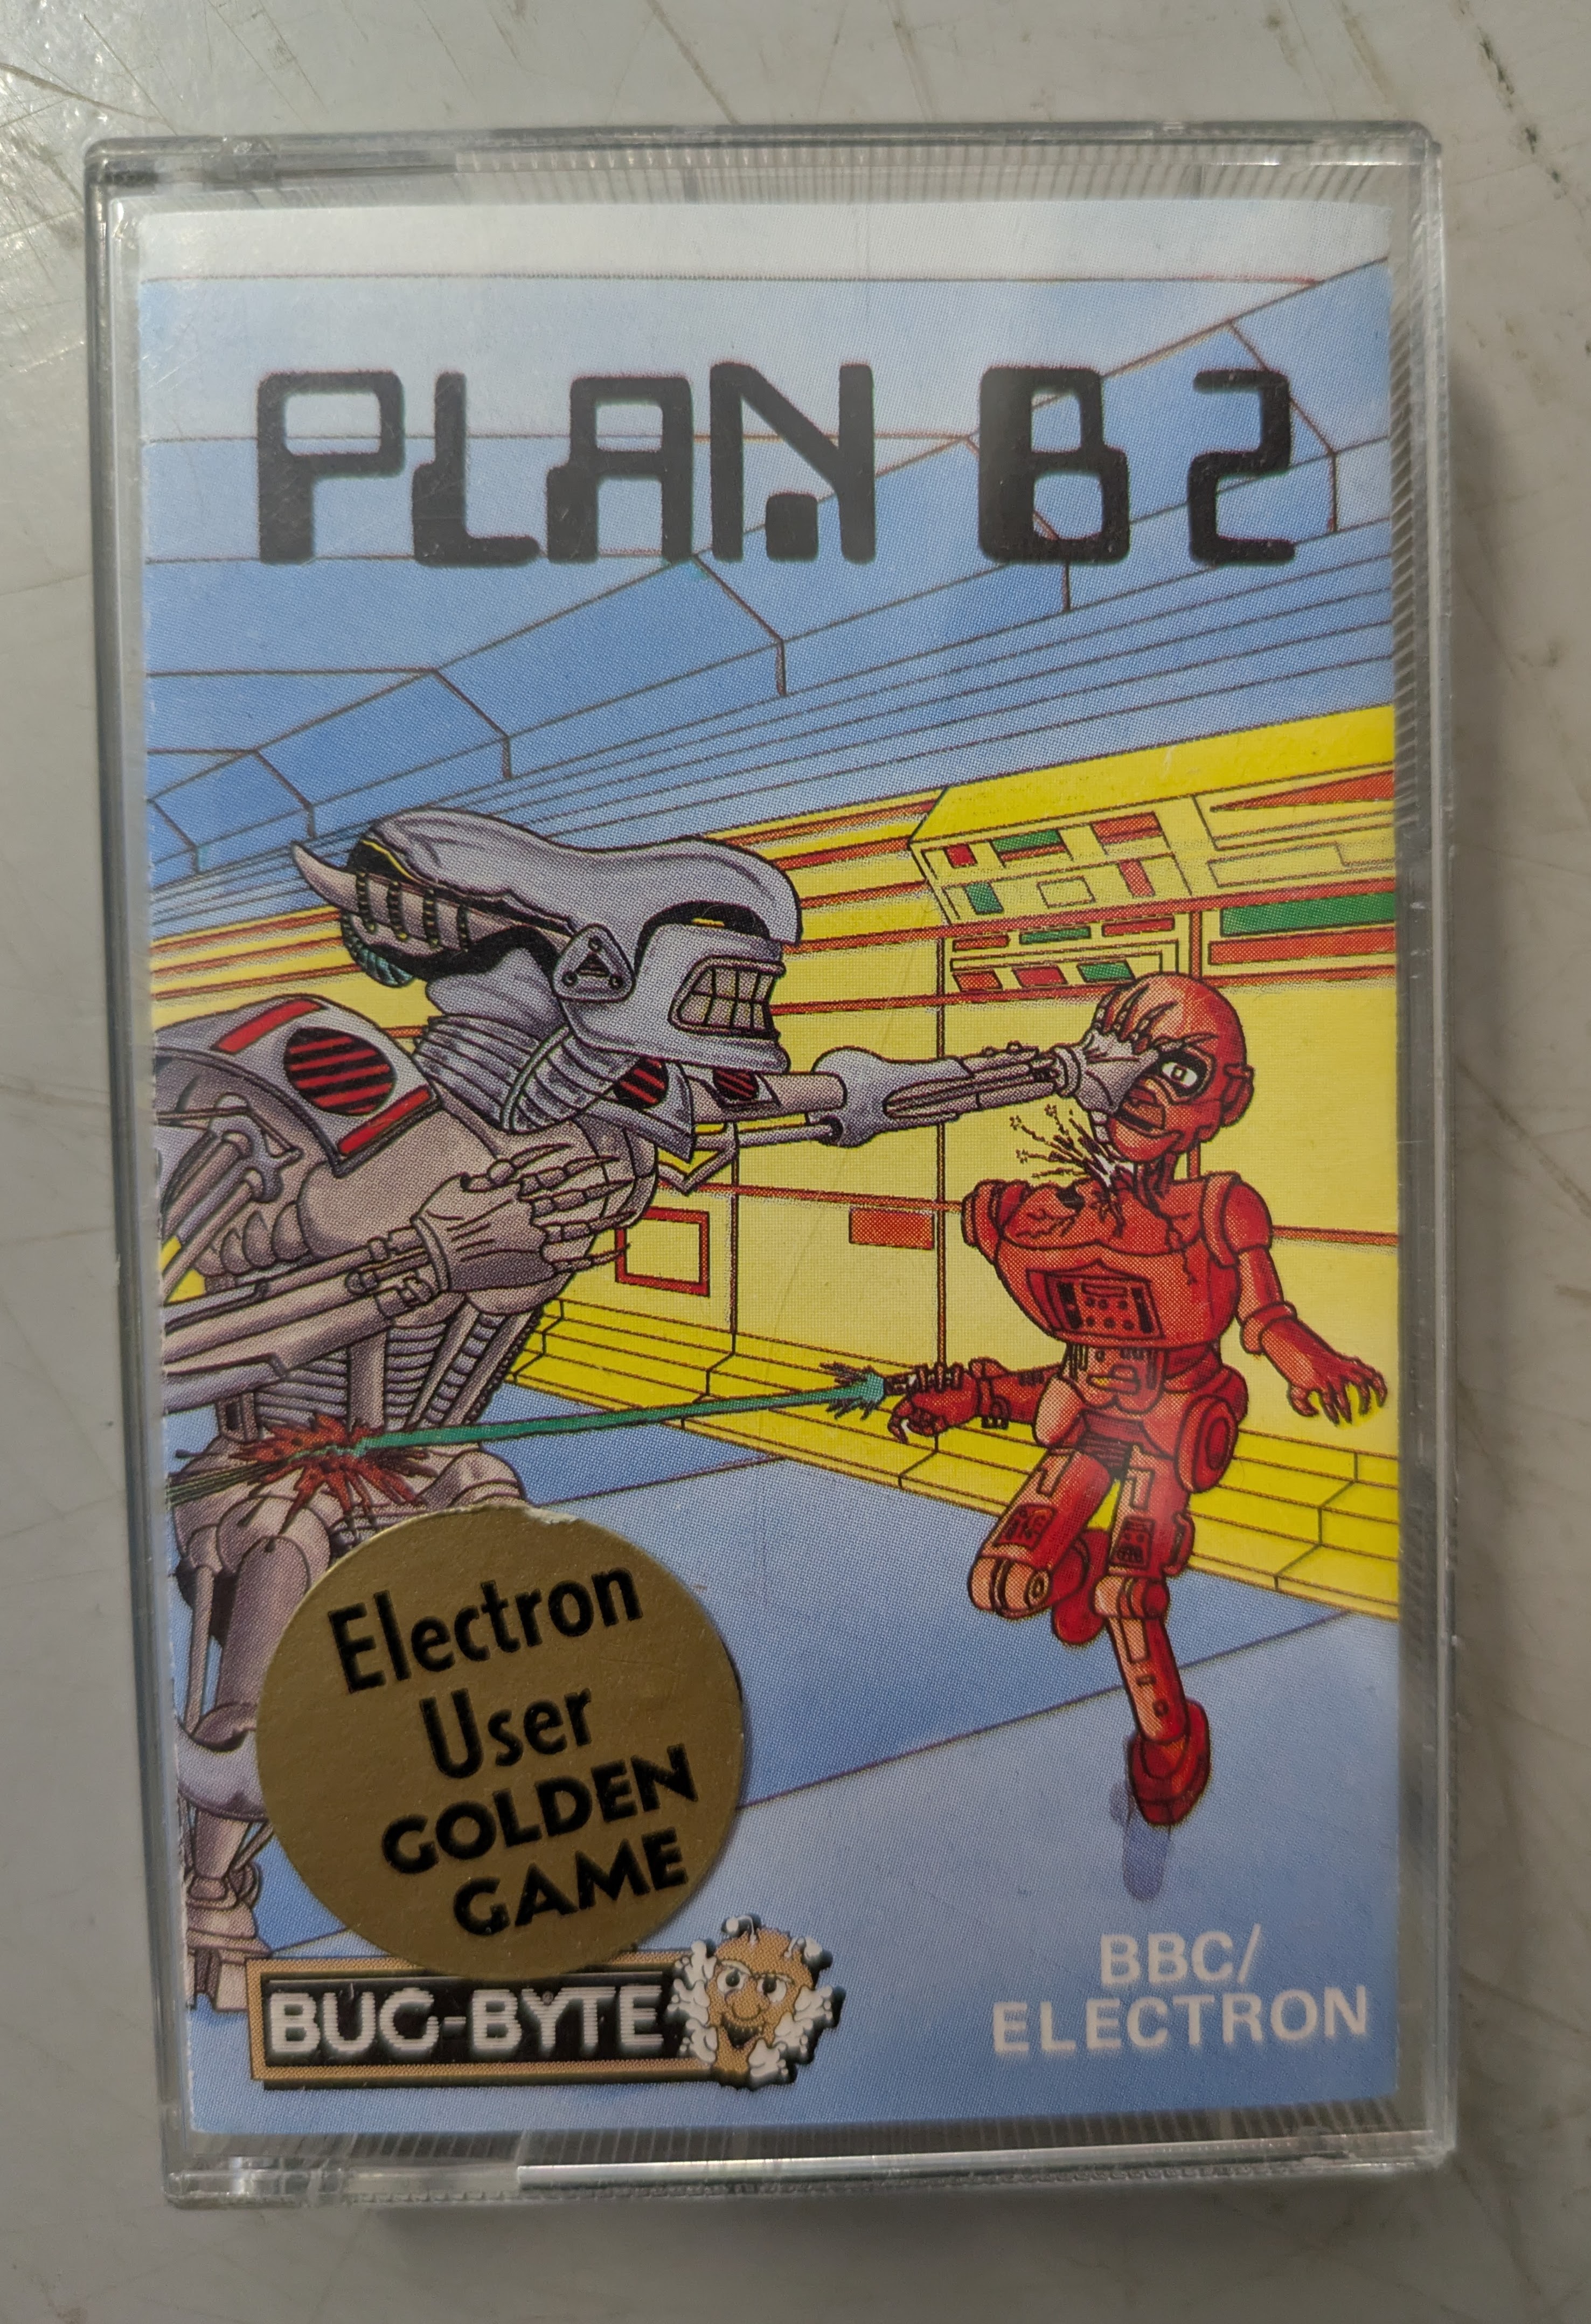 PLAN B2
Electron
User
GOLDEN
GAME
BUG-BYTE
BBC/
ELECTRON